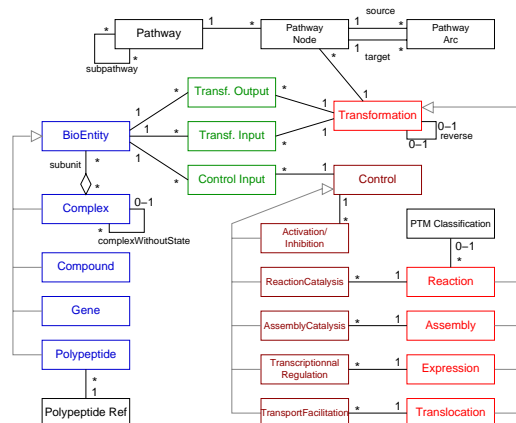 source
1
Pathway
1
*
Pathway
Node
1
*
Pathway
Arc
*
1
*
target
subpathway
*
*
Transf. Output
*
*
1
1
1
Transformation
BioEntity
1
*
Transf. Input
*
1
0–1
0–1
reverse
1
subunit
*
*
Control Input
*
1
Control
*
Complex
0–1
*
complexWithoutState
1
*
Activation/
Inhibition
PTM Classification
0–1
*
Compound
ReactionCatalysis
*
1
Reaction
Gene
AssemblyCatalysis
*
1
Assembly
Polypeptide
Transcriptionnal
Regulation
*
1
Expression
*
1
Polypeptide Ref
TransportFacilitation
*
1
Translocation